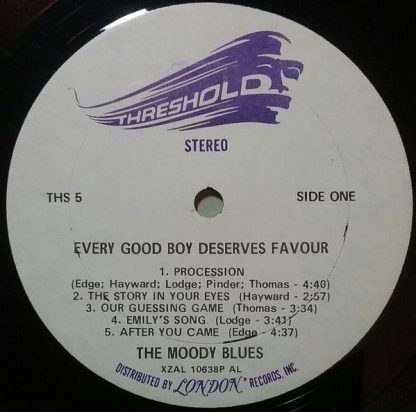 THRESHOLD
STEREO
THS 5
SIDE ONE
EVERY GOOD BOY DESERVES FAVOUR
1. PROCESSION
(Edge; Hayward; Lodge; Pinder; Thomas - 4:40)
2. THE STORY IN YOUR EYES (Hayward - 2:57)
3. OUR GUESSING GAME (Thomas - 3:34)
4. EMILY'S SONG (Lodge - 3:41)
5. AFTER YOU CAME (Edge - 4:37)
THE MOODY BLUES
XZAL 10638P AL
DISTRIBUTED BY LONDON RECORDS, INC.